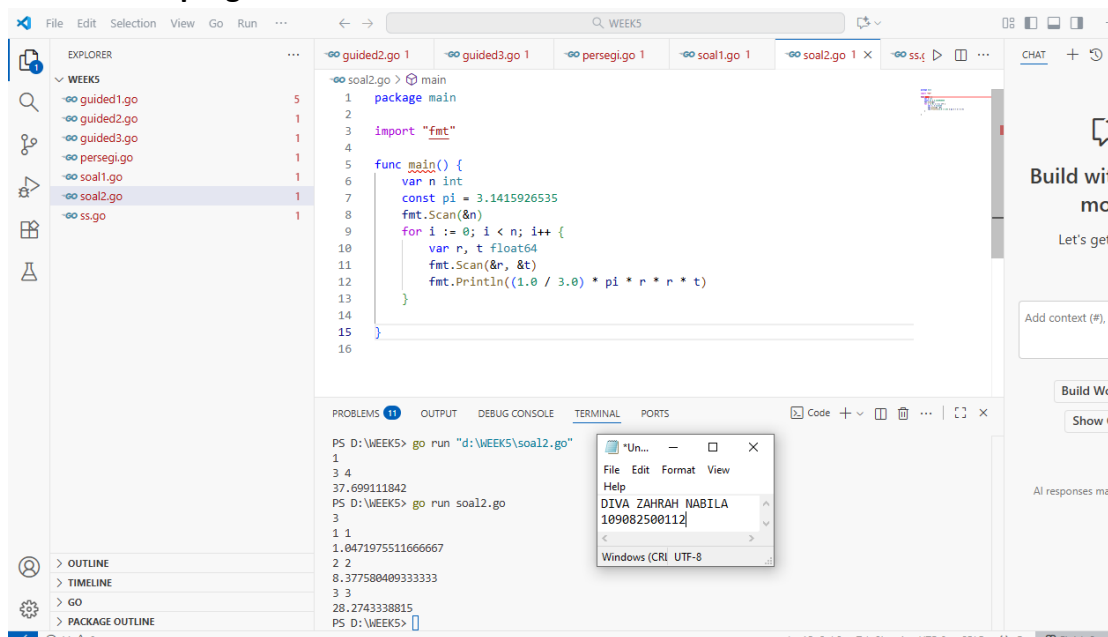 File Edit Selection View Go Run ...
WEEK5
EXPLORER
WEEK5
guided1.go 5
guided2.go 1
guided3.go 1
persegi.go 1
soal1.go 1
soal2.go 1
ss.go 1
OUTLINE
TIMELINE
GO
PACKAGE OUTLINE
guided2.go 1 guided3.go 1 persegi.go 1 soal1.go 1 soal2.go 1
soal2.go > main
1 package main
2
3 import "fmt"
4
5 func main() {
6 var n int
7 const pi = 3.1415926535
8 fmt.Scan(&n)
9 for i := 0; i < n; i++ {
10 var r, t float64
11 fmt.Scan(&r, &t)
12 fmt.Println((1.0 / 3.0) * pi * r * r * t)
13 }
14
15 }
16
PROBLEMS 11 OUTPUT DEBUG CONSOLE TERMINAL PORTS
Code
PS D:\WEEK5> go run "d:\WEEK5\soal2.go"
1
3 4
37.699111842
PS D:\WEEK5> go run soal2.go
3
1 1
1.0471975511666667
2 2
8.377580409333333
3 3
28.2743338815
PS D:\WEEK5>
*Un...
File Edit Format View
Help
DIVA ZAHRAH NABILA
109082500112
Windows (CRL UTF-8
CHAT
Build
Let's get
Add context (#),
Build
Show
AI responses